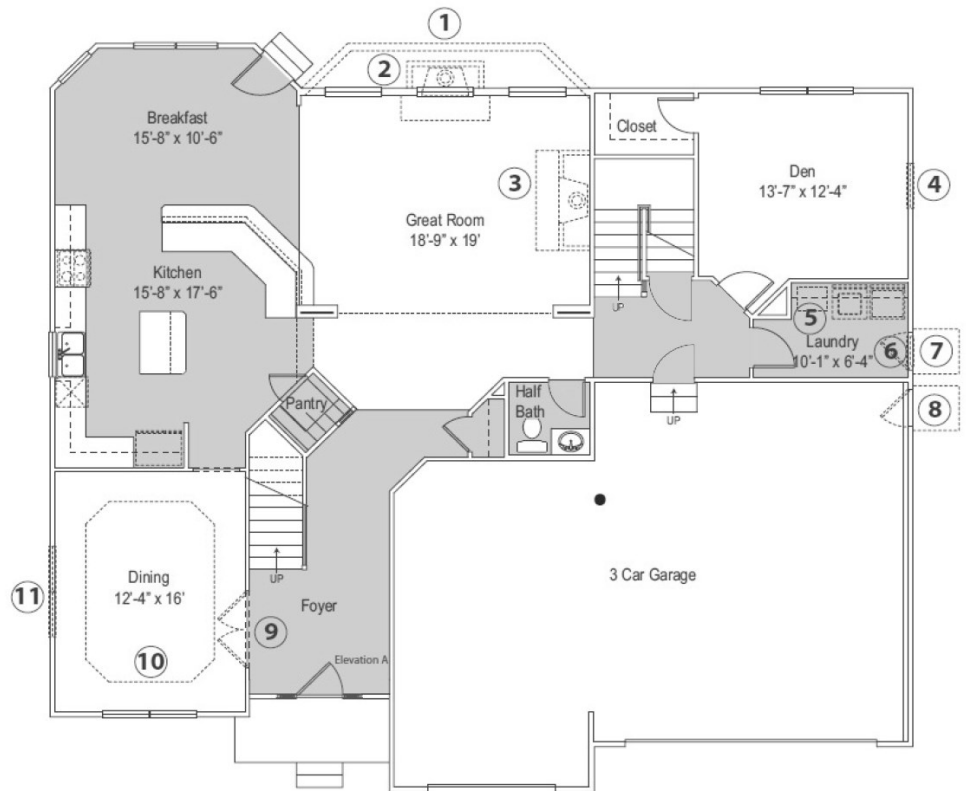 1
2
Breakfast
15'-8" x 10'-6"
Closet
Den
13'-7" x 12'-4"
3
4
Great Room
18'-9" x 19'
Kitchen
15'-8" x 17'-6"
UP
5
Laundry
10'-1" x 6'-4"
6
7
Pantry
Half
Bath
UP
8
Dining
12'-4" x 16'
UP
3 Car Garage
11
Foyer
9
10
Elevation A